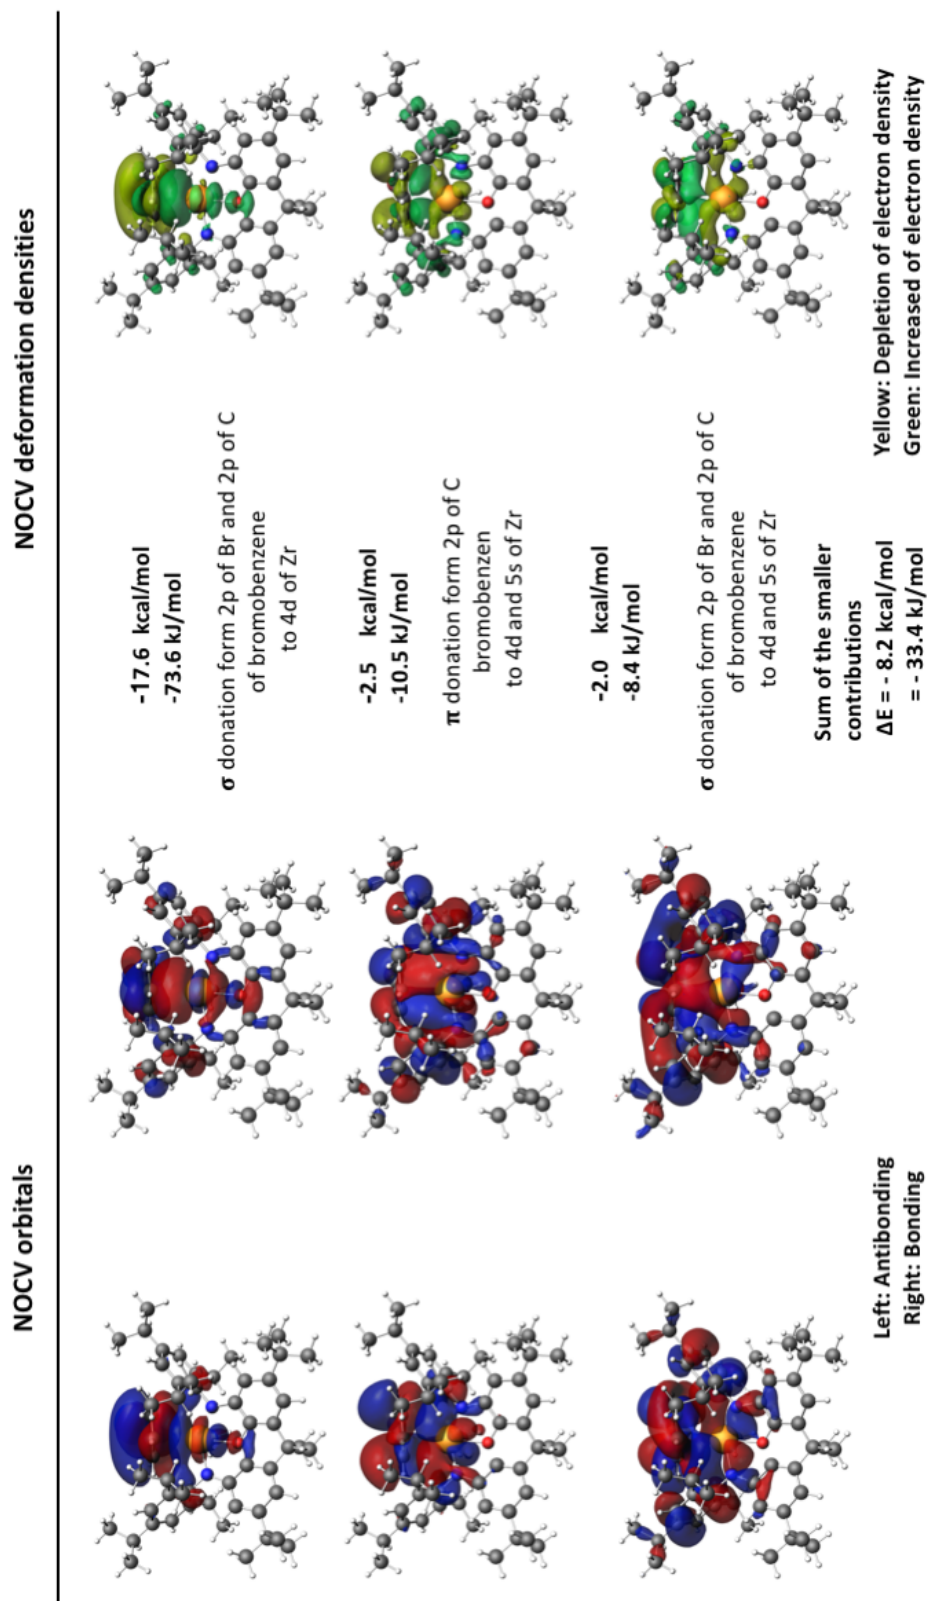 NOCV orbitals
NOCV deformation densities
-17.6 kcal/mol
-73.6 kJ/mol
σ donation form 2p of Br and 2p of C
of bromobenzene
to 4d of Zr
-2.5 kcal/mol
-10.5 kJ/mol
π donation form 2p of C
bromobenzen
to 4d and 5s of Zr
-2.0 kcal/mol
-8.4 kJ/mol
σ donation form 2p of Br and 2p of C
of bromobenzene
to 4d and 5s of Zr
Left: Antibonding
Right: Bonding
Sum of the smaller
contributions
ΔE = - 8.2 kcal/mol
= - 33.4 kJ/mol
Yellow: Depletion of electron density
Green: Increased of electron density